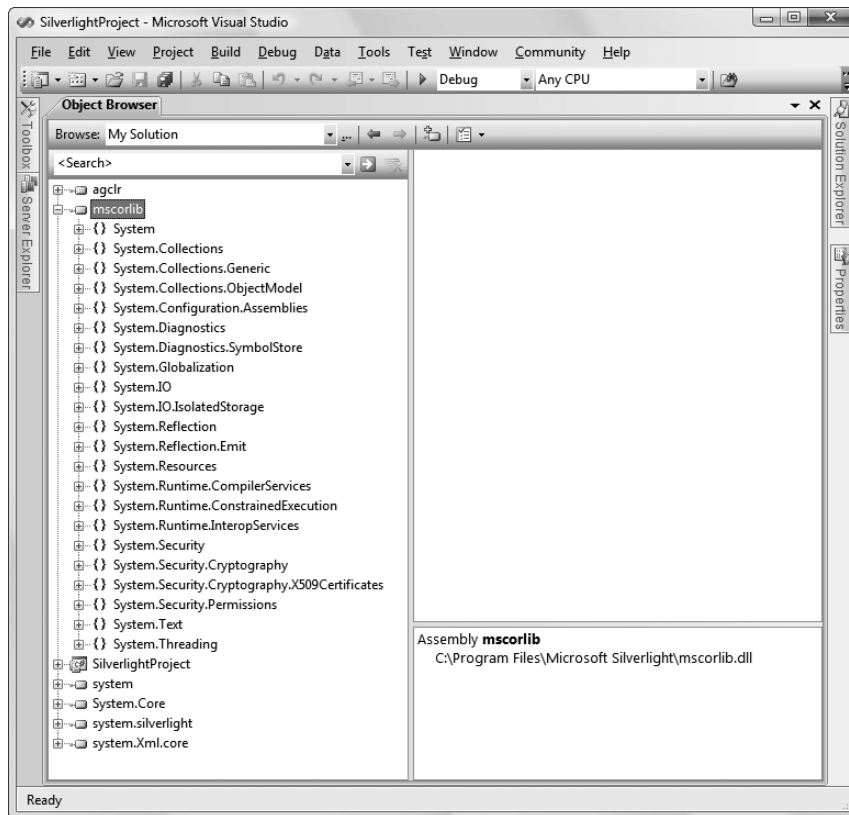 SilverlightProject - Microsoft Visual Studio
File Edit View Project Build Debug Data Tools Test Window Community Help
Debug Any CPU
Toolbox
Server Explorer
Object Browser
Browse: My Solution
...
<Search>
agclr
mscorlib
{} System
{} System.Collections
{} System.Collections.Generic
{} System.Collections.ObjectModel
{} System.Configuration.Assemblies
{} System.Diagnostics
{} System.Diagnostics.SymbolStore
{} System.Globalization
{} System.IO
{} System.IO.IsolatedStorage
{} System.Reflection
{} System.Reflection.Emit
{} System.Resources
{} System.Runtime.CompilerServices
{} System.Runtime.ConstrainedExecution
{} System.Runtime.InteropServices
{} System.Security
{} System.Security.Cryptography
{} System.Security.Cryptography.X509Certificates
{} System.Security.Permissions
{} System.Text
{} System.Threading
SilverlightProject
system
System.Core
system.silverlight
system.Xml.core
Assembly mscorlib
C:\Program Files\Microsoft Silverlight\mscorlib.dll
Solution Explorer
Properties
Ready